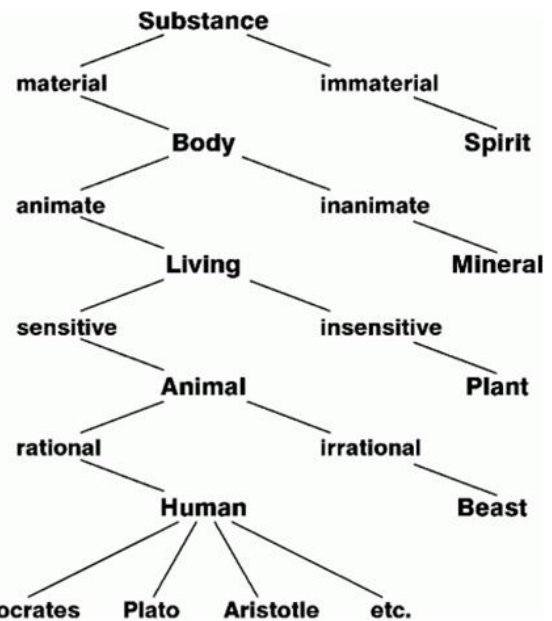 Substance
material immaterial
Body Spirit
animate inanimate
Living Mineral
sensitive insensitive
Animal Plant
rational irrational
Human Beast
ocrates Plato Aristotle etc.